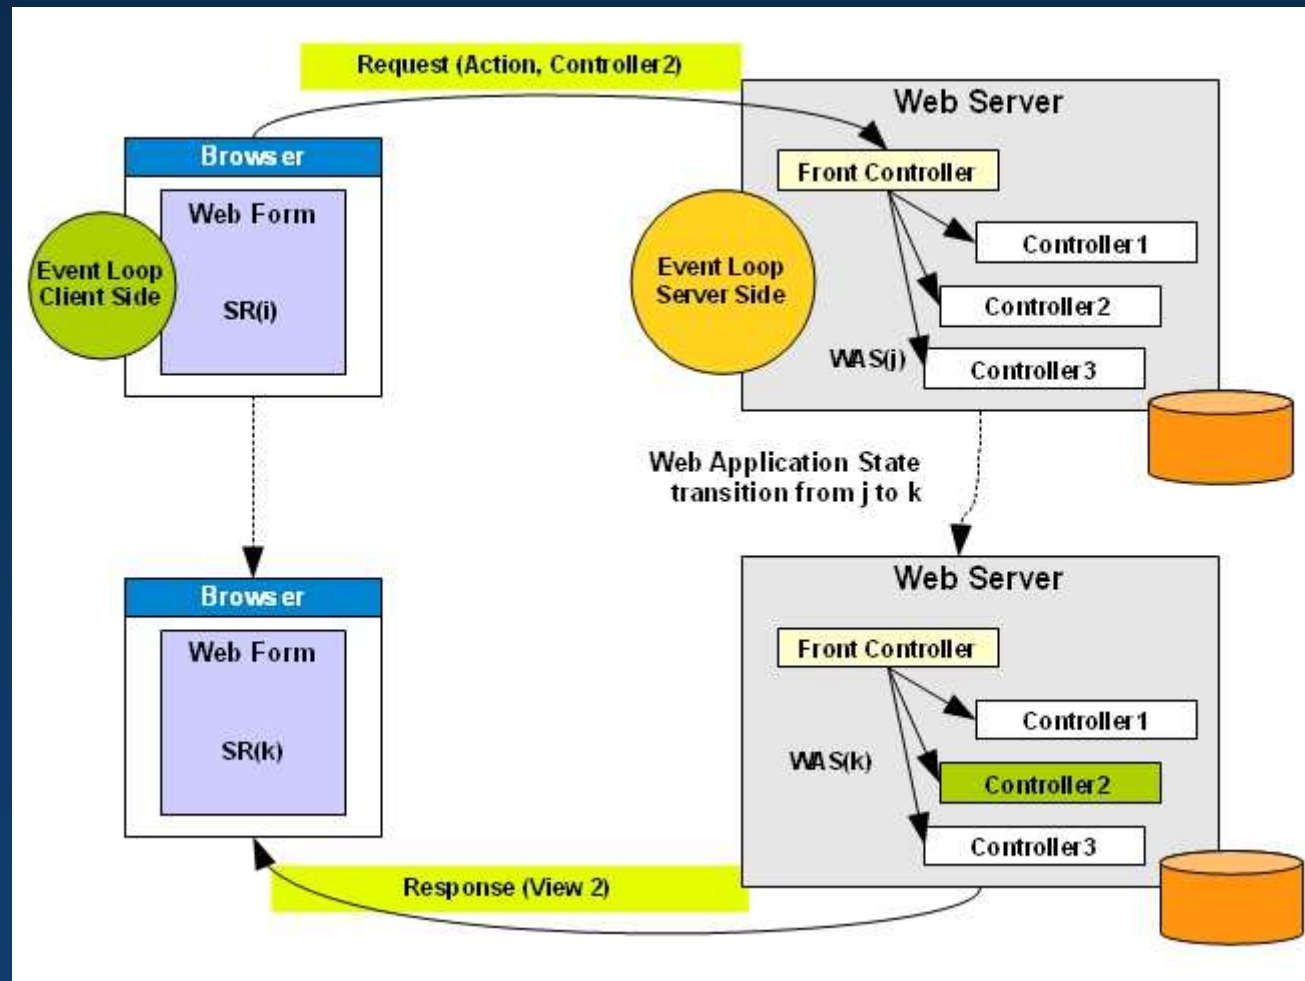 Request (Action, Controller2)
Web Server
Browser
Front Controller
Web Form
Controller1
Event Loop
Client Side
Event Loop
Server Side
SR(i)
Controller2
WAS(j)
Controller3
Web Application State
transition from j to k
Web Server
Browser
Front Controller
Web Form
Controller1
SR(k)
WAS(k)
Controller2
Controller3
Response (View 2)